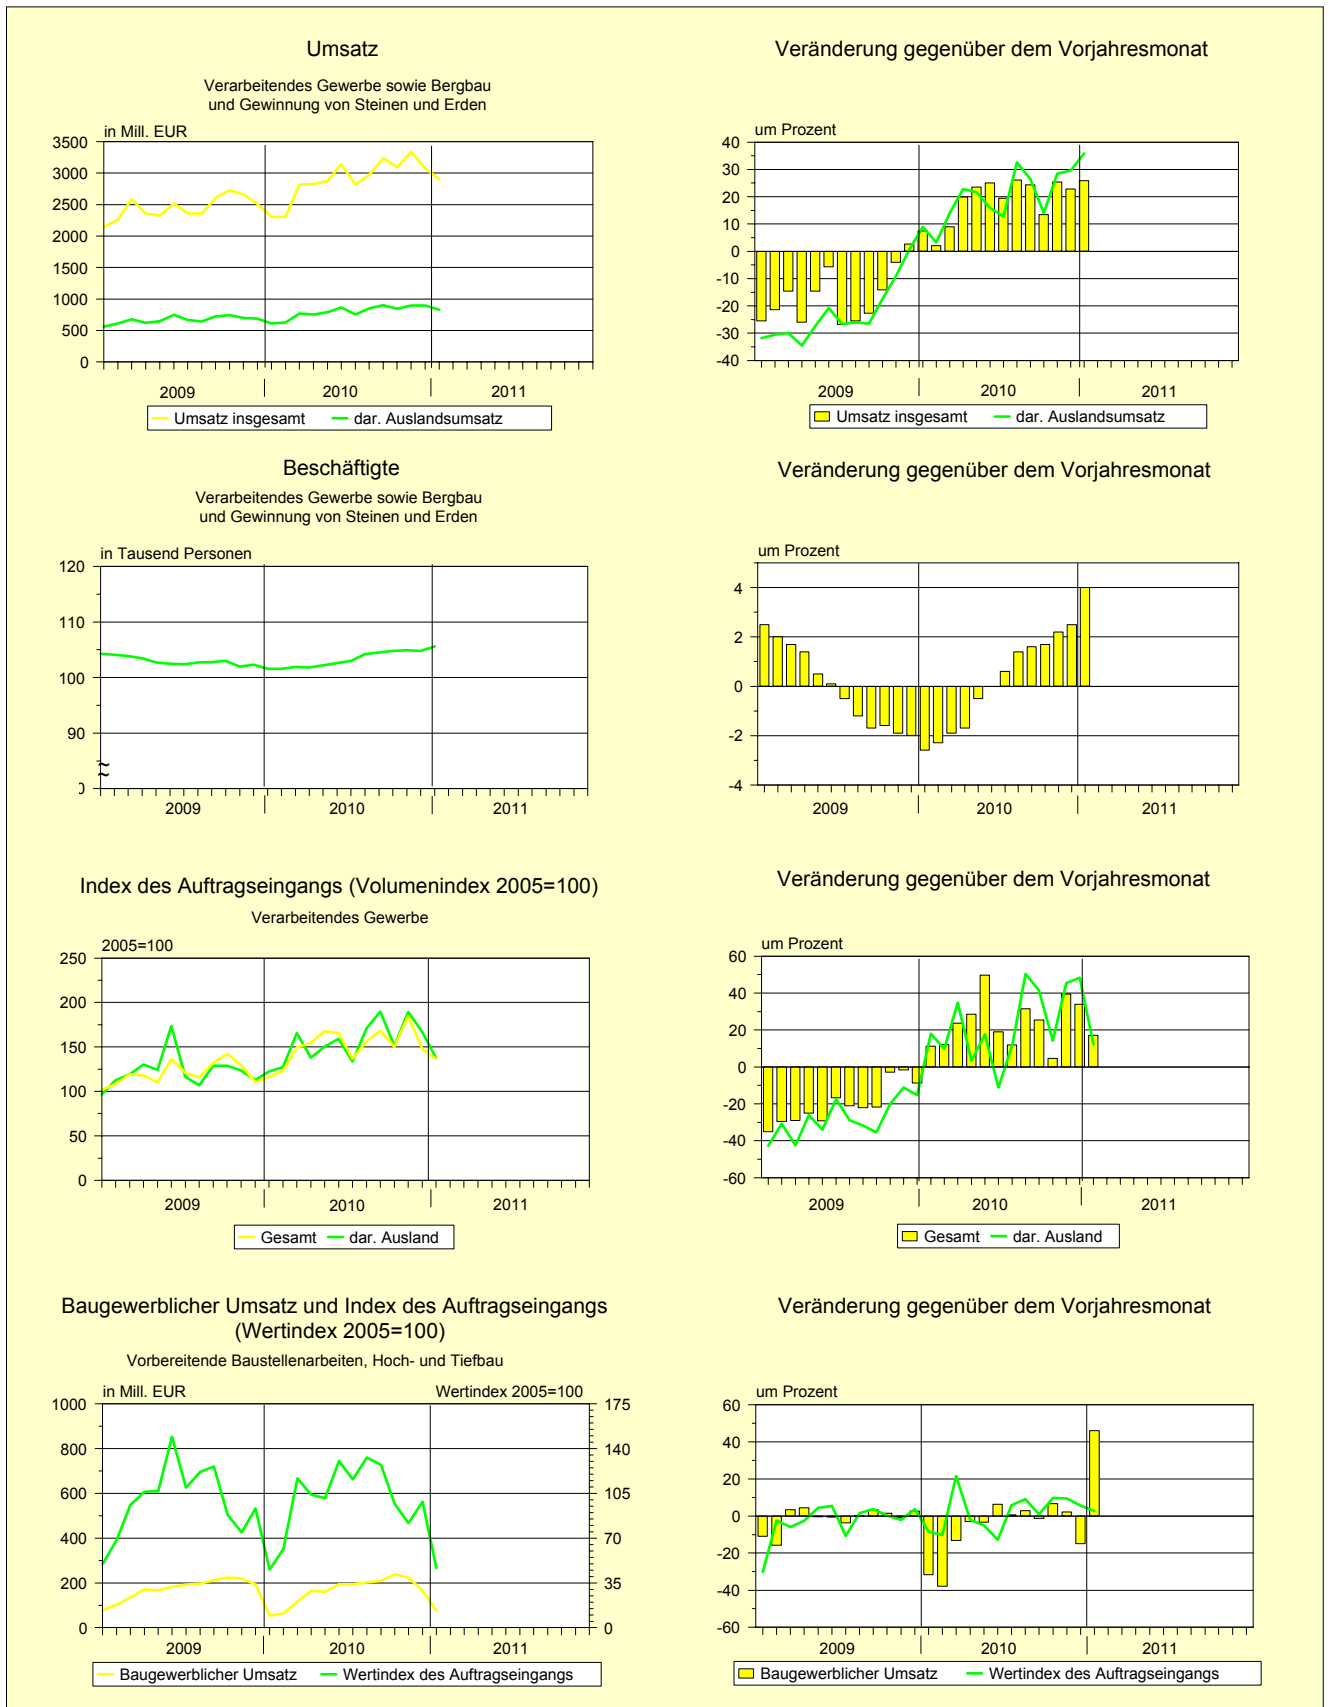 Umsatz
Verarbeitendes Gewerbe sowie Bergbau
und Gewinnung von Steinen und Erden
in Mill. EUR
3500
3000
2500
2000
1500
1000
500
0
2009 2010 2011
Umsatz insgesamt dar. Auslandsumsatz
Veränderung gegenüber dem Vorjahresmonat
um Prozent
40
30
20
10
0
-10
-20
-30
-40
2009 2010 2011
Umsatz insgesamt dar. Auslandsumsatz
Beschäftigte
Verarbeitendes Gewerbe sowie Bergbau
und Gewinnung von Steinen und Erden
in Tausend Personen
120
110
100
90
0
2009 2010 2011
Veränderung gegenüber dem Vorjahresmonat
um Prozent
4
2
0
-2
-4
2009 2010 2011
Index des Auftragseingangs (Volumenindex 2005=100)
Verarbeitendes Gewerbe
2005=100
250
200
150
100
50
0
2009 2010 2011
Gesamt dar. Ausland
Veränderung gegenüber dem Vorjahresmonat
um Prozent
60
40
20
0
-20
-40
-60
2009 2010 2011
Gesamt dar. Ausland
Baugewerblicher Umsatz und Index des Auftragseingangs
(Wertindex 2005=100)
Vorbereitende Baustellenarbeiten, Hoch- und Tiefbau
in Mill. EUR Wertindex 2005=100
1000 175
800 140
600 105
400 70
200 35
0 0
2009 2010 2011
Baugewerblicher Umsatz Wertindex des Auftragseingangs
Veränderung gegenüber dem Vorjahresmonat
um Prozent
60
40
20
0
-20
-40
-60
2009 2010 2011
Baugewerblicher Umsatz Wertindex des Auftragseingangs